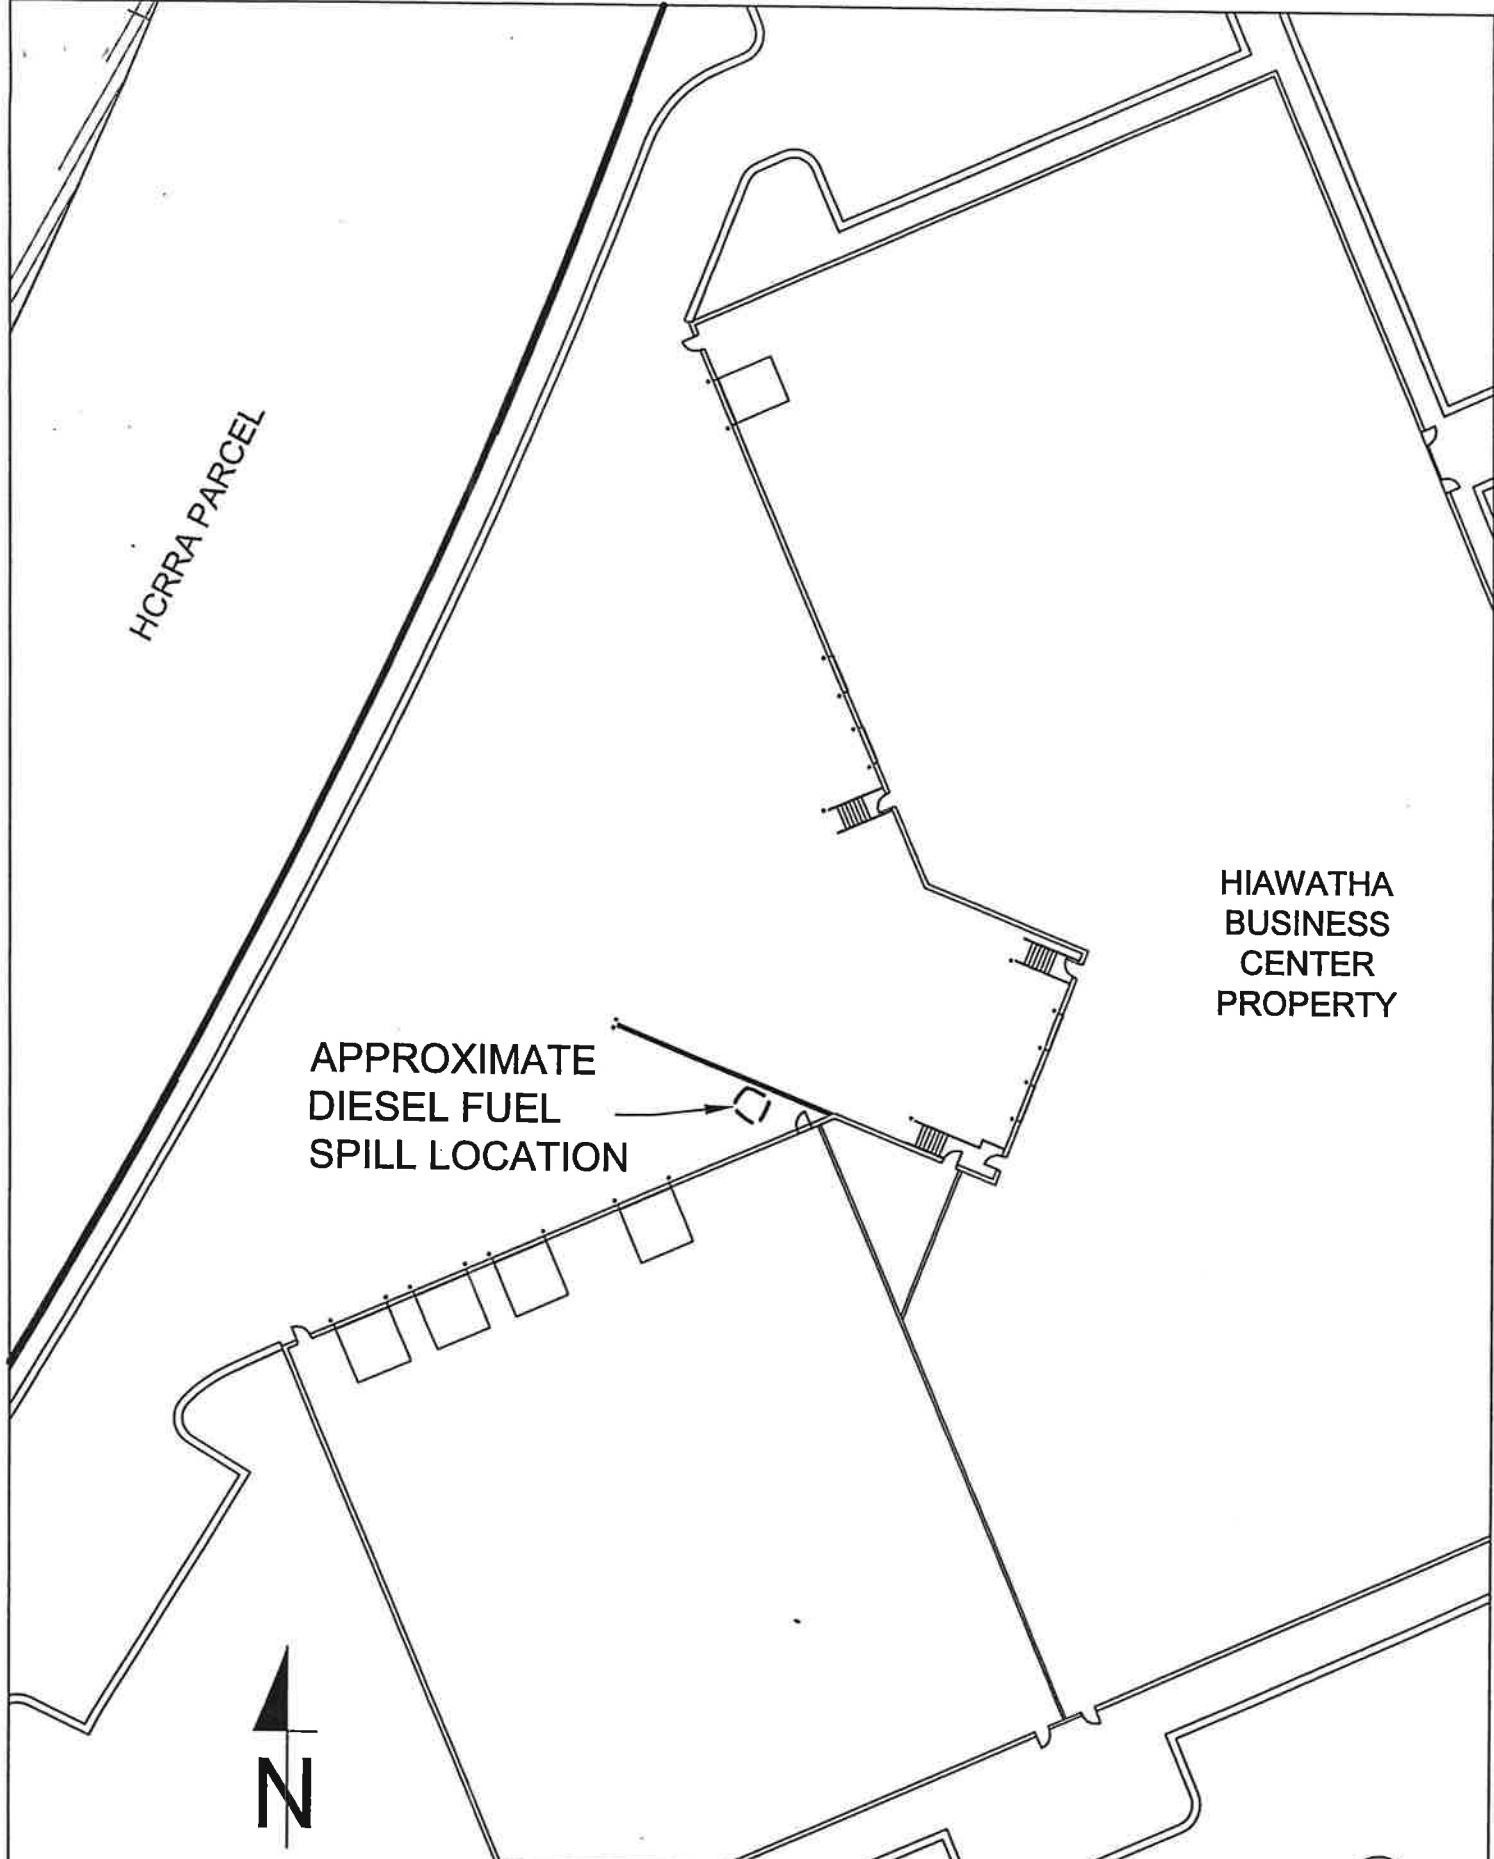 HCRRA PARCEL
HIAWATHA
BUSINESS
CENTER
PROPERTY
APPROXIMATE
DIESEL FUEL
SPILL LOCATION
N